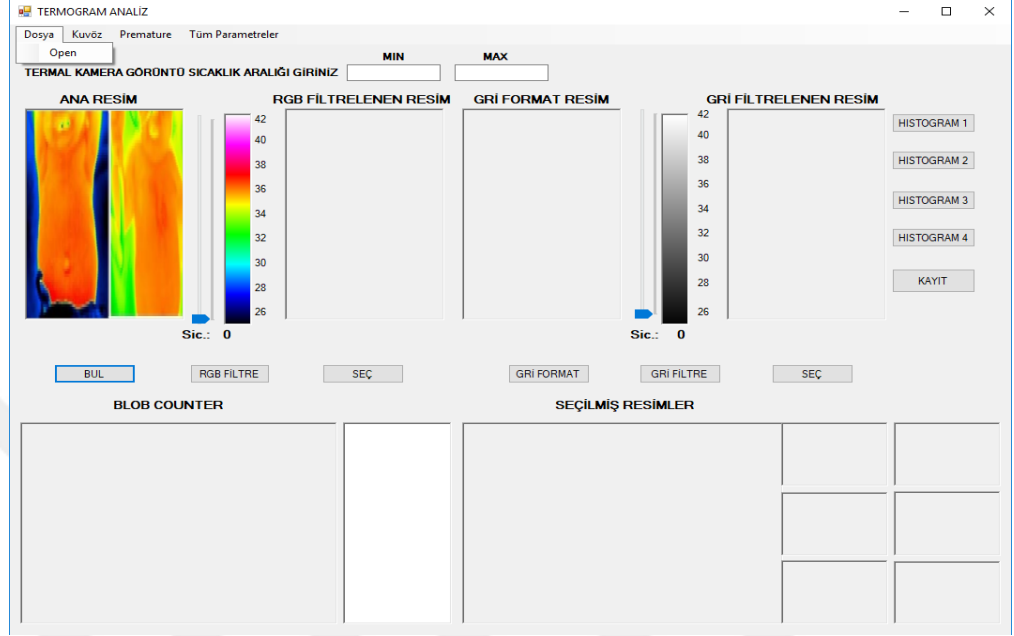 TERMOGRAM ANALİZ
Dosya Kuvöz Premature Tüm Parametreler
Open
MIN MAX
TERMAL KAMERA GÖRÜNTÜ SICAKLIK ARALIĞI GİRİNİZ
ANA RESİM RGB FİLTRELENEN RESİM GRİ FORMAT RESİM GRİ FİLTRELENEN RESİM
42 42
40 40
38 38
36 36
34 34
32 32
30 30
28 28
26 26
HISTOGRAM 1
HISTOGRAM 2
HISTOGRAM 3
HISTOGRAM 4
KAYIT
Sic.: 0 Sic.: 0
BUL RGB FİLTRE SEÇ GRİ FORMAT GRİ FİLTRE SEÇ
BLOB COUNTER SEÇİLMİŞ RESİMLER